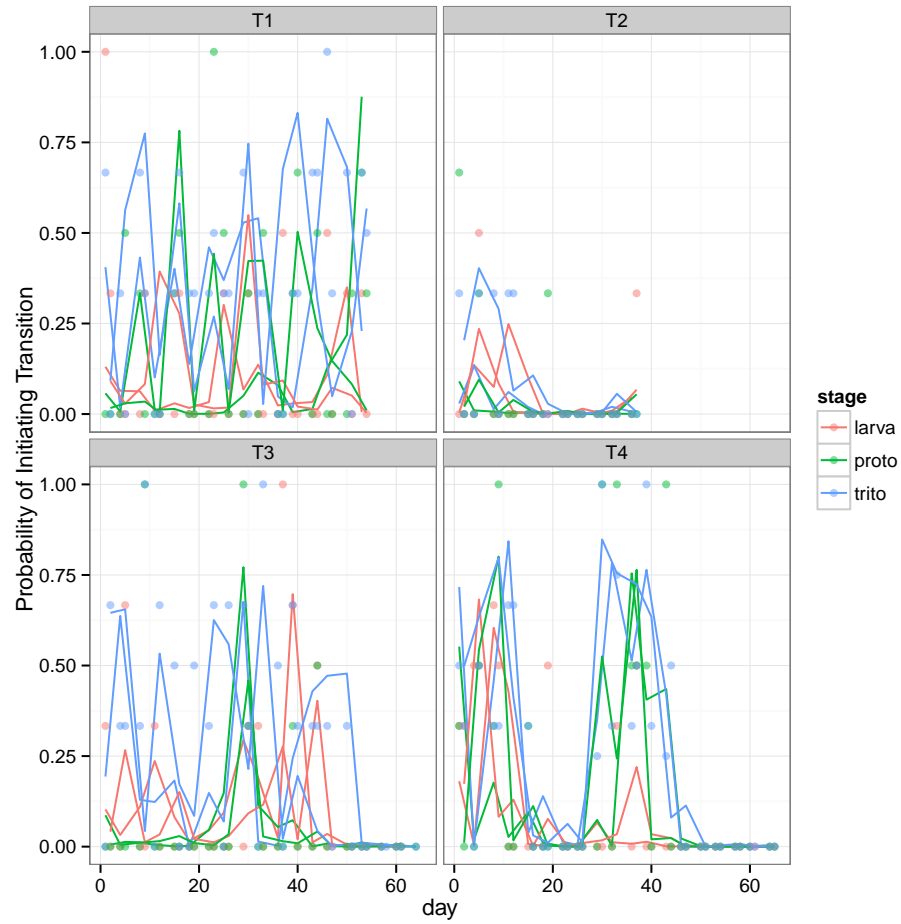 T1 T2
1.00
0.75
0.50
0.25
0.00
T3 T4
1.00
0.75
0.50
0.25
0.00
0 20 40 60 0 20 40 60
day
Probability of Initiating Transition
stage
larva
proto
trito